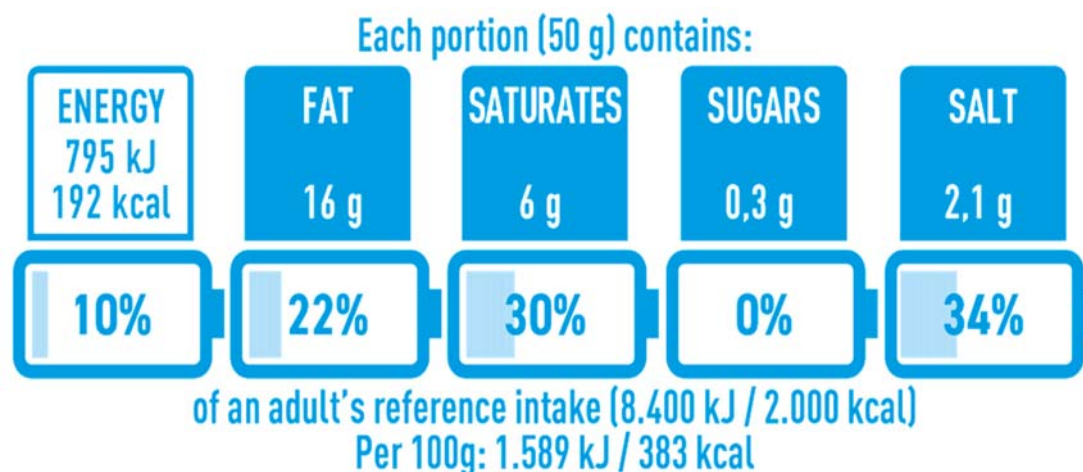 Each portion (50 g) contains:
ENERGY
795 kJ
192 kcal
FAT
16 g
SATURATES
6 g
SUGARS
0,3 g
SALT
2,1 g
10%
22%
30%
0%
34%
of an adult's reference intake (8.400 kJ / 2.000 kcal)
Per 100g: 1.589 kJ / 383 kcal